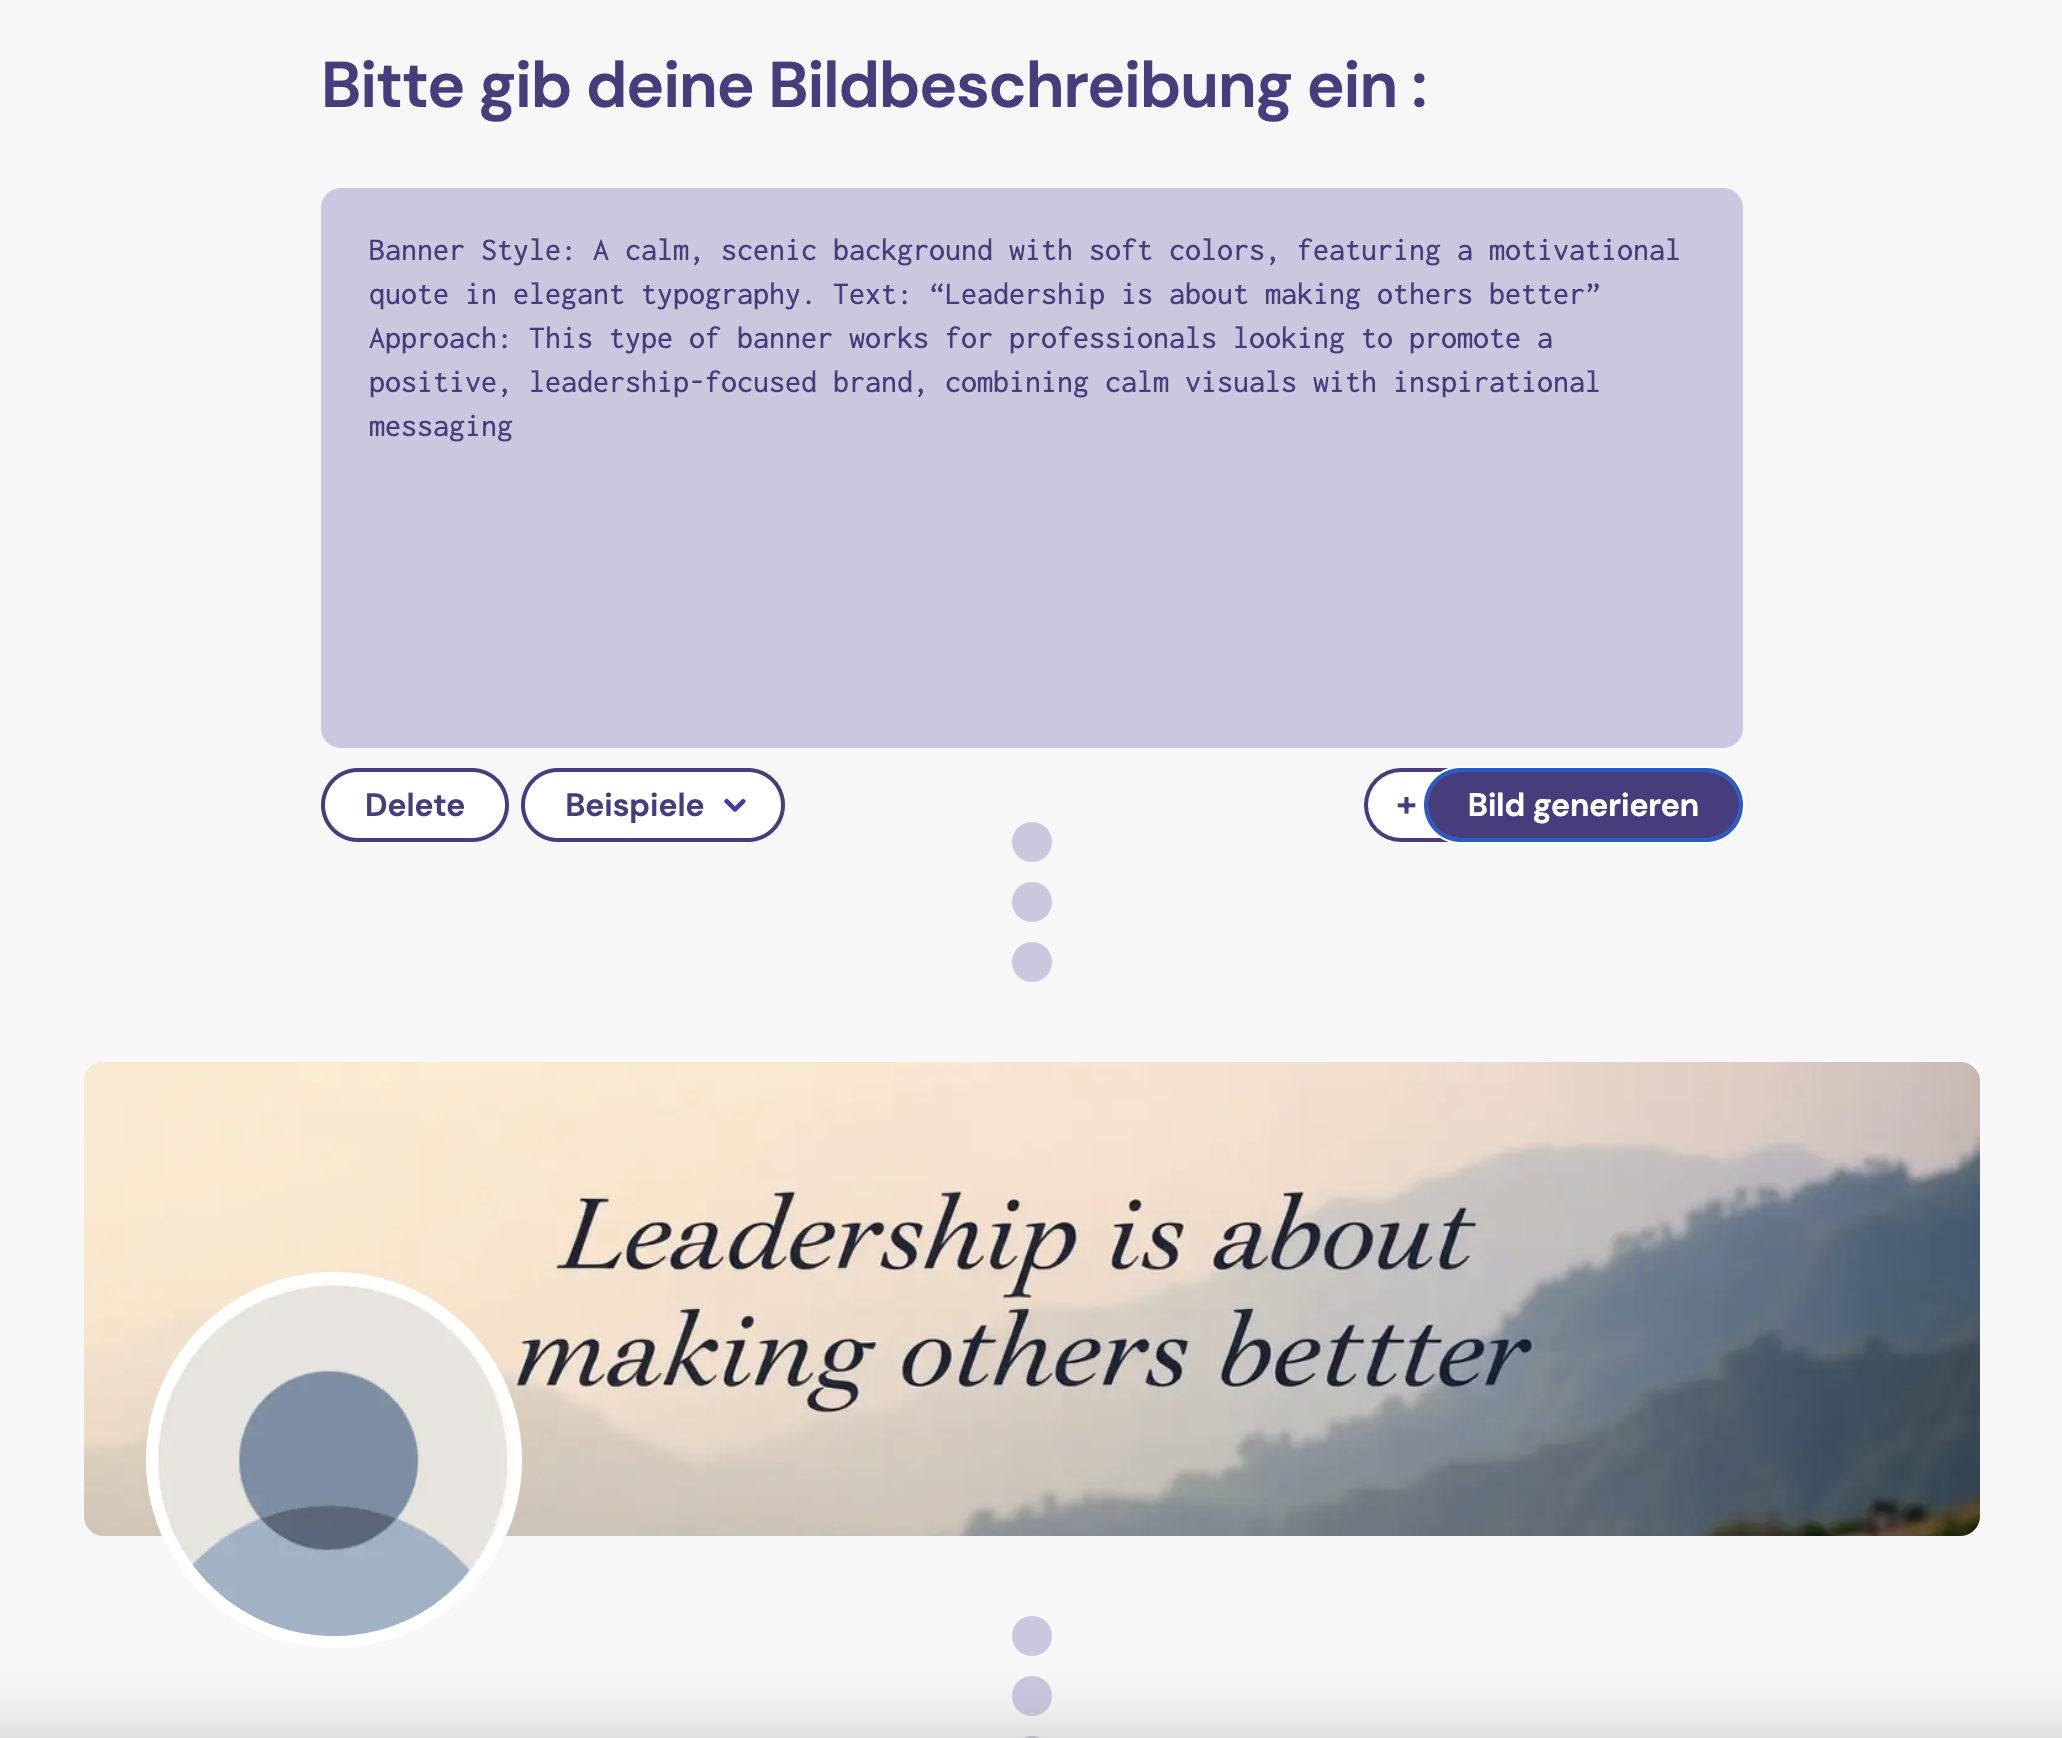 Bitte gib deine Bildbeschreibung ein :
Banner Style: A calm, scenic background with soft colors, featuring a motivational
quote in elegant typography. Text: “Leadership is about making others better”
Approach: This type of banner works for professionals looking to promote a
positive, leadership-focused brand, combining calm visuals with inspirational
messaging
Delete
Beispiele
+
Bild generieren
Leadership is about
making others bettter